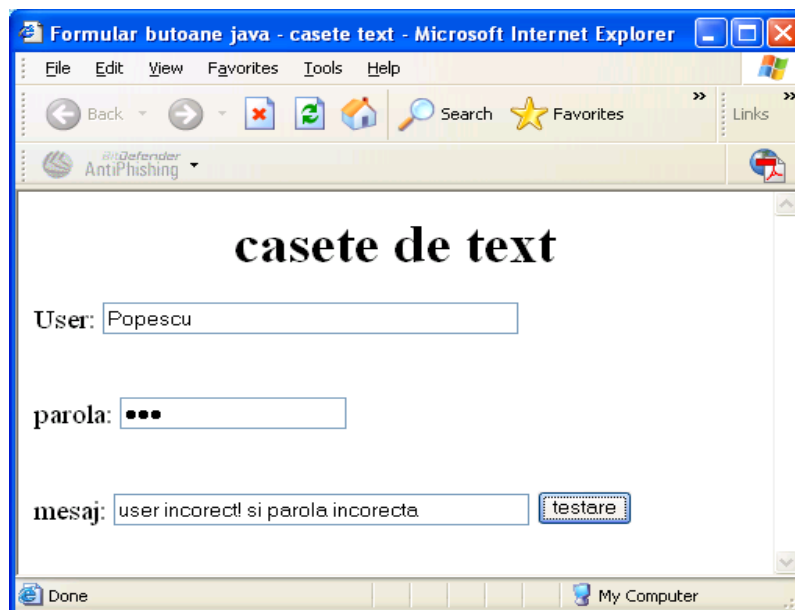 Formular butoane java - casete text - Microsoft Internet Explorer
File Edit View Favorites Tools Help
Back Search Favorites » Links »
BitDefender
AntiPhishing
casete de text
User: Popescu
parola: •••
mesaj: user incorect! si parola incorecta testare
Done My Computer